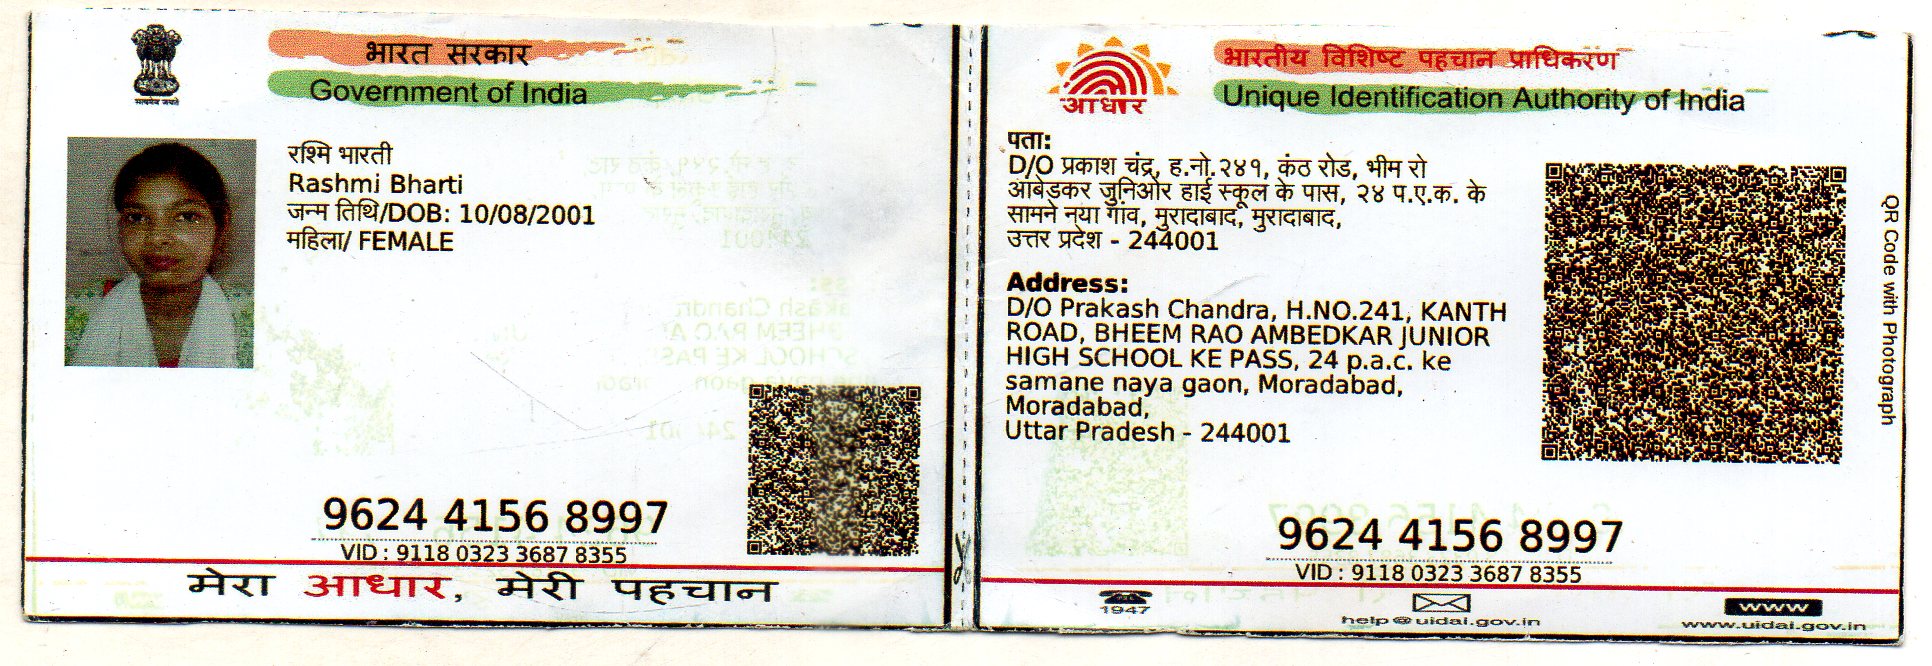 भारत सरकार
Government of India
रश्मि भारती
Rashmi Bharti
जन्म तिथि/DOB: 10/08/2001
महिला/ FEMALE
9624 4156 8997
VID : 9118 0323 3687 8355
मेरा आधार, मेरी पहचान
भारतीय विशिष्ट पहचान प्राधिकरण
Unique Identification Authority of India
आधार
पता:
D/O प्रकाश चंद्र, ह.नो.२४१, कंठ रोड, भीम रो
आंबेडकर जुनिओर हाई स्कूल के पास, २४ प.ए.क. के
सामने नया गाँव, मुरादाबाद, मुरादाबाद,
उत्तर प्रदेश - 244001
Address:
D/O Prakash Chandra, H.NO.241, KANTH
ROAD, BHEEM RAO AMBEDKAR JUNIOR
HIGH SCHOOL KE PASS, 24 p.a.c. ke
samane naya gaon, Moradabad,
Moradabad,
Uttar Pradesh - 244001
QR Code with Photograph
9624 4156 8997
VID : 9118 0323 3687 8355
1947
help@uidai.gov.in
www
www.uidai.gov.in